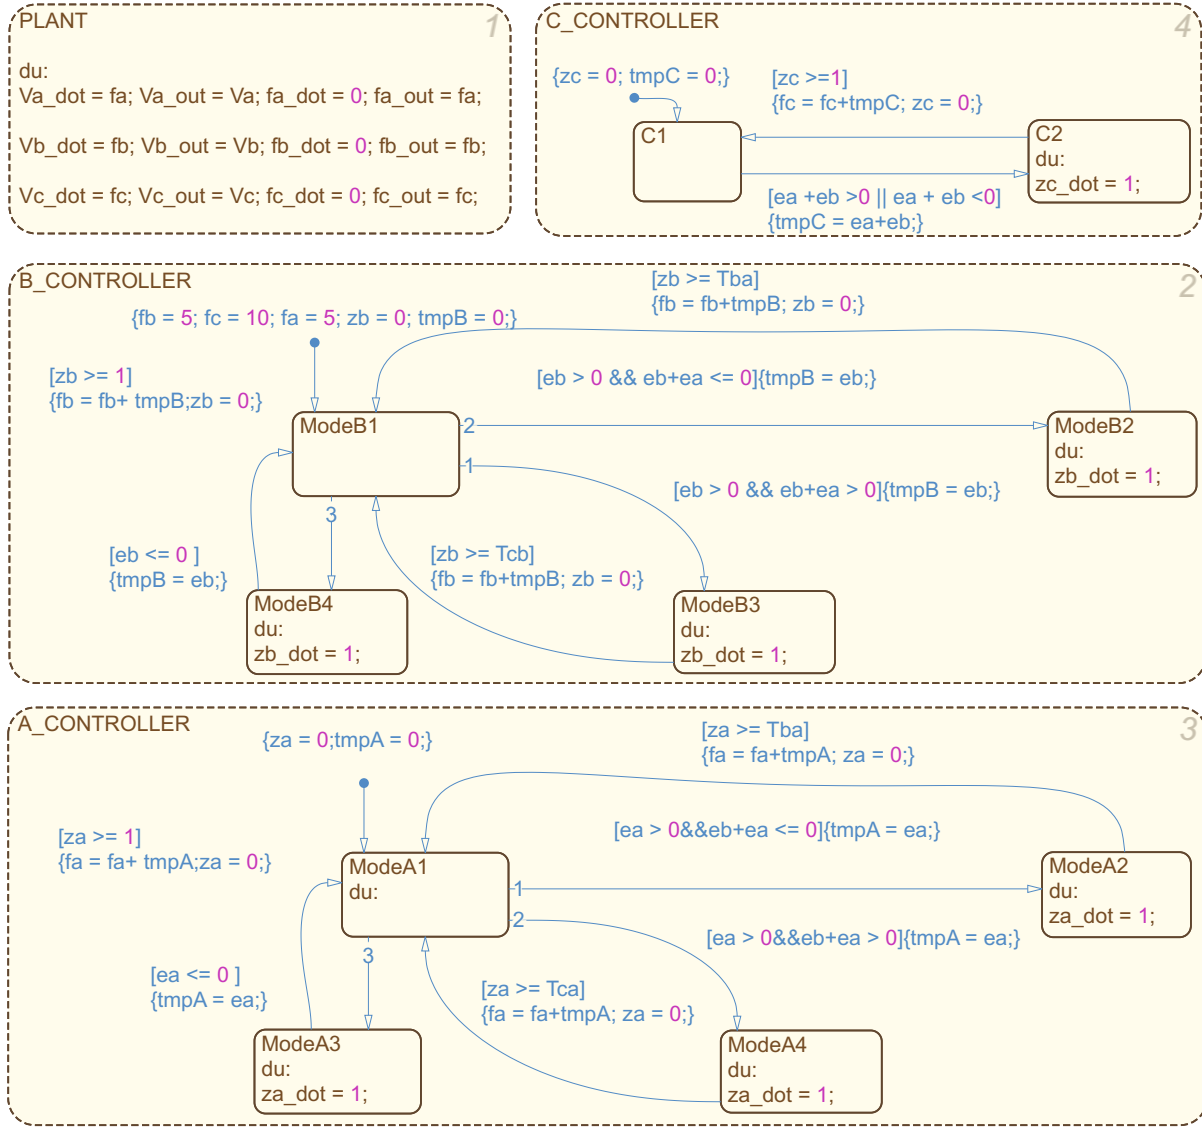 PLANT
1
du:
Va_dot = fa; Va_out = Va; fa_dot = 0; fa_out = fa;
Vb_dot = fb; Vb_out = Vb; fb_dot = 0; fb_out = fb;
Vc_dot = fc; Vc_out = Vc; fc_dot = 0; fc_out = fc;
C_CONTROLLER
4
{zc = 0; tmpC = 0;}
[zc >=1]
{fc = fc+tmpC; zc = 0;}
C1
C2
du:
zc_dot = 1;
[ea +eb >0 || ea + eb <0]
{tmpC = ea+eb;}
B_CONTROLLER
2
[zb >= Tba]
{fb = fb+tmpB; zb = 0;}
{fb = 5; fc = 10; fa = 5; zb = 0; tmpB = 0;}
[zb >= 1]
{fb = fb+ tmpB;zb = 0;}
[eb > 0 && eb+ea <= 0]{tmpB = eb;}
ModeB1
2
1
3
ModeB2
du:
zb_dot = 1;
[eb > 0 && eb+ea > 0]{tmpB = eb;}
[eb <= 0 ]
{tmpB = eb;}
[zb >= Tcb]
{fb = fb+tmpB; zb = 0;}
ModeB4
du:
zb_dot = 1;
ModeB3
du:
zb_dot = 1;
A_CONTROLLER
3
{za = 0;tmpA = 0;}
[za >= Tba]
{fa = fa+tmpA; za = 0;}
[za >= 1]
{fa = fa+ tmpA;za = 0;}
[ea > 0&&eb+ea <= 0]{tmpA = ea;}
ModeA1
du:
1
2
3
ModeA2
du:
za_dot = 1;
[ea > 0&&eb+ea > 0]{tmpA = ea;}
[ea <= 0 ]
{tmpA = ea;}
[za >= Tca]
{fa = fa+tmpA; za = 0;}
ModeA3
du:
za_dot = 1;
ModeA4
du:
za_dot = 1;